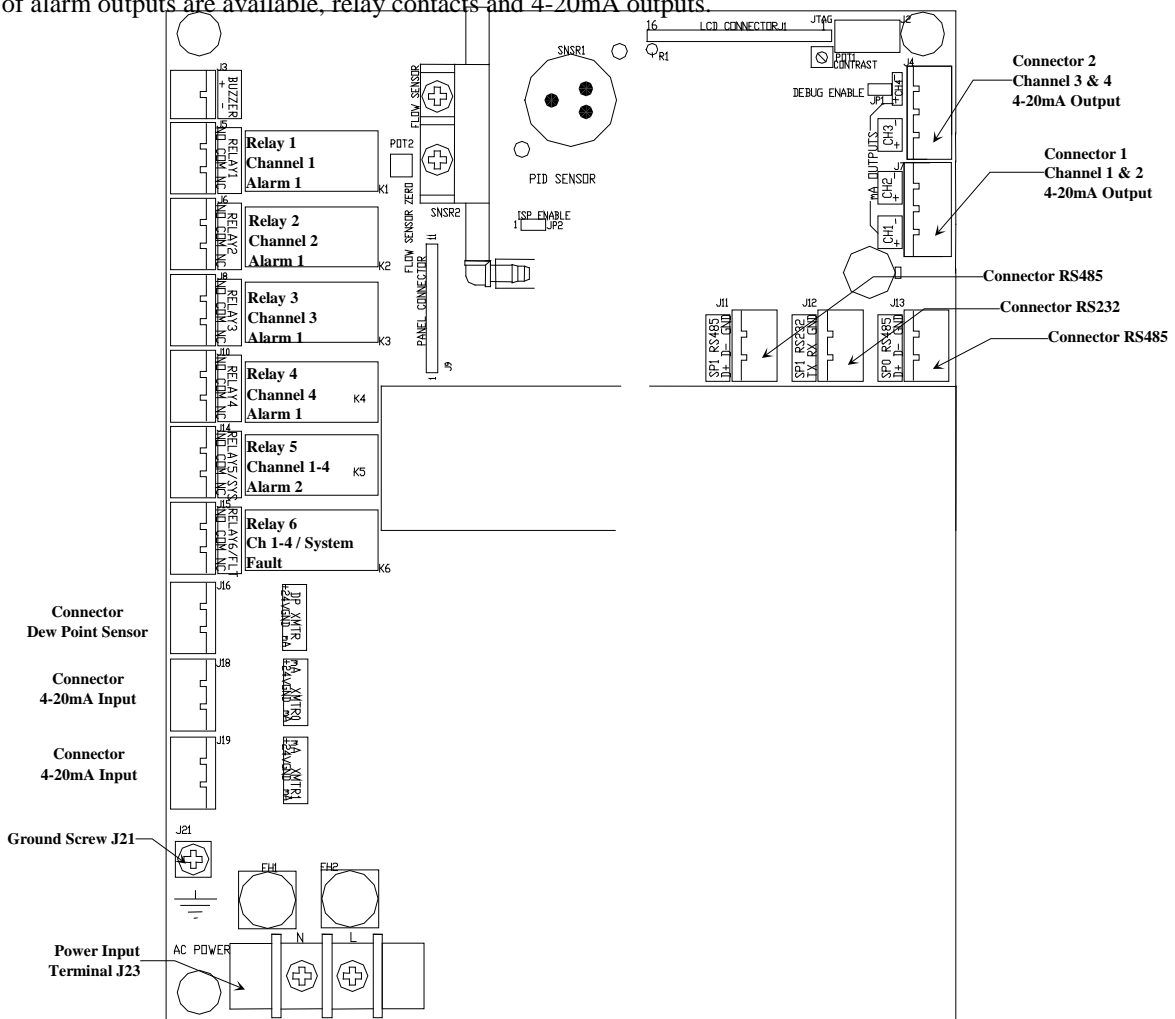 of alarm outputs are available, relay contacts and 4-20mA outputs.
16
LCD CONNECTOR
J1
1
JTAG
J2
+
R1
POT1
CONTRAST
SNSR1
PID SENSOR
FLOW SENSOR
SNSR2
POT2
FLOW SENSOR ZERO
ISP ENABLE
1
JP2
11
PANEL CONNECTOR
1
J9
DEBUG ENABLE
JP1
J4
CH4
+
CH3
-
+
mA OUTPUTS
J7
CH2
-
+
CH1
-
+
Connector 2
Channel 3 & 4
4-20mA Output
Connector 1
Channel 1 & 2
4-20mA Output
Connector RS485
Connector RS232
Connector RS485
J11
SP1 RS485
D+ D- GND
J12
SP1 RS232
TX RX GND
J13
SP0 RS485
D+ D- GND
J3
BUZZER
+ -
J5
RELAY1
NO COM NC
Relay 1
Channel 1
Alarm 1
K1
J6
RELAY2
NO COM NC
Relay 2
Channel 2
Alarm 1
K2
J8
RELAY3
NO COM NC
Relay 3
Channel 3
Alarm 1
K3
J10
RELAY4
NO COM NC
Relay 4
Channel 4
Alarm 1
K4
J14
RELAY5/SYS
NO COM NC
Relay 5
Channel 1-4
Alarm 2
K5
J15
RELAY6/FLT
NO COM NC
Relay 6
Ch 1-4 / System
Fault
K6
Connector
Dew Point Sensor
J16
DP XMTR
+24V GND mA
Connector
4-20mA Input
J18
mA XMTR0
+24V GND mA
Connector
4-20mA Input
J19
mA XMTR1
+24V GND mA
Ground Screw J21
J21
FH1
FH2
Power Input
Terminal J23
AC POWER
N
L